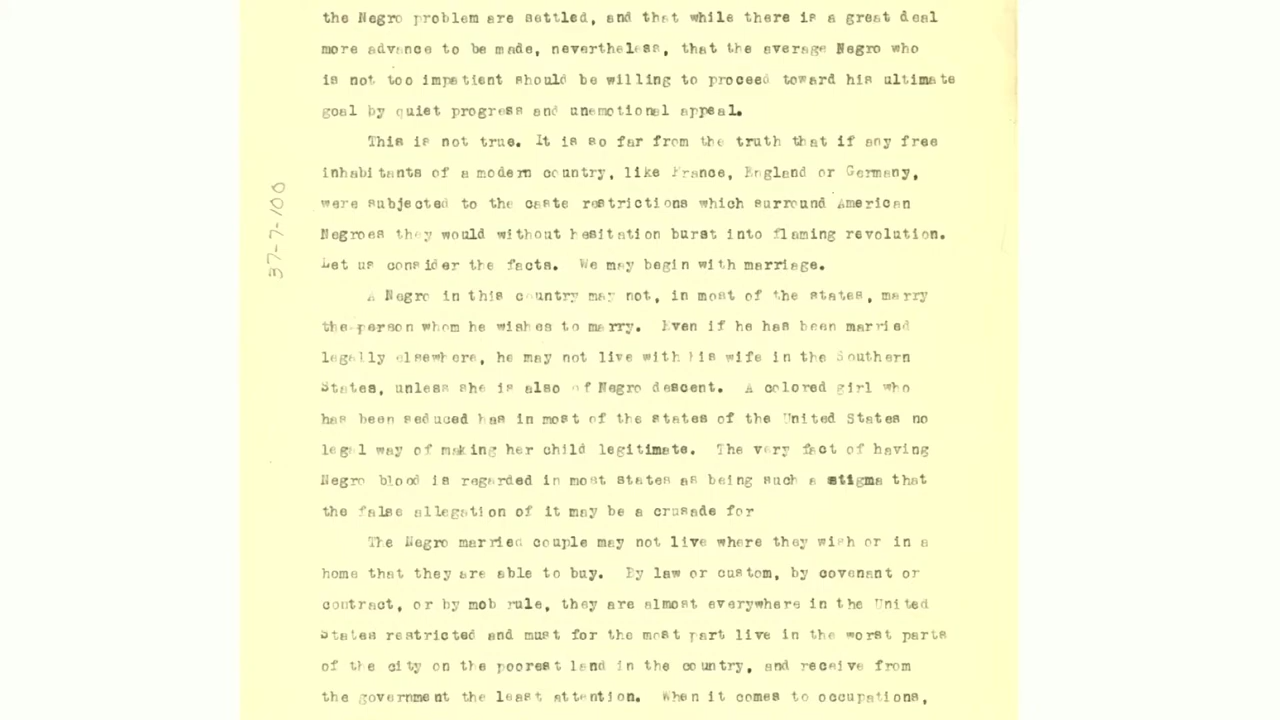 the Negro problem are settled, and that while there is a great deal
more advance to be made, nevertheless, that the average Negro who
is not too impatient should be willing to proceed toward his ultimate
goal by quiet progress and unemotional appeal.
This is not true. It is so far from the truth that if any free
inhabitants of a modern country, like France, England or Germany,
were subjected to the caste restrictions which surround American
Negroes they would without hesitation burst into flaming revolution.
Let us consider the facts. We may begin with marriage.
A Negro in this country may not, in most of the states, marry
the person whom he wishes to marry. Even if he has been married
legally elsewhere, he may not live with his wife in the Southern
States, unless she is also of Negro descent. A colored girl who
has been seduced has in most of the states of the United States no
legal way of making her child legitimate. The very fact of having
Negro blood is regarded in most states as being such a stigma that
the false allegation of it may be a crusade for
The Negro married couple may not live where they wish or in a
home that they are able to buy. By law or custom, by covenant or
contract, or by mob rule, they are almost everywhere in the United
States restricted and must for the most part live in the worst parts
of the city on the poorest land in the country, and receive from
the government the least attention. When it comes to occupations,
37-7-100